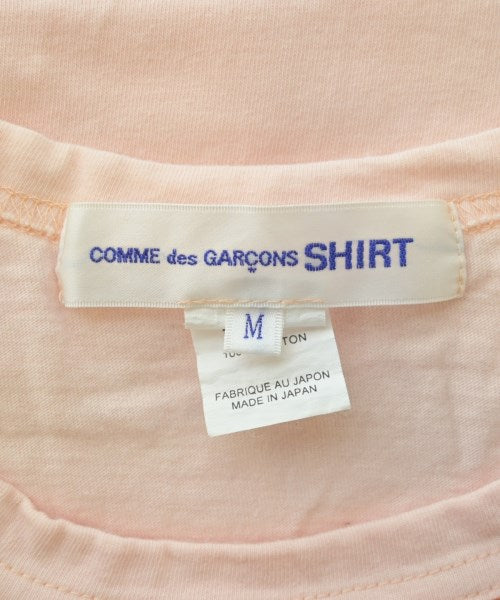 COMME des GARÇONS SHIRT
M
FABRIQUE AU JAPON
MADE IN JAPAN